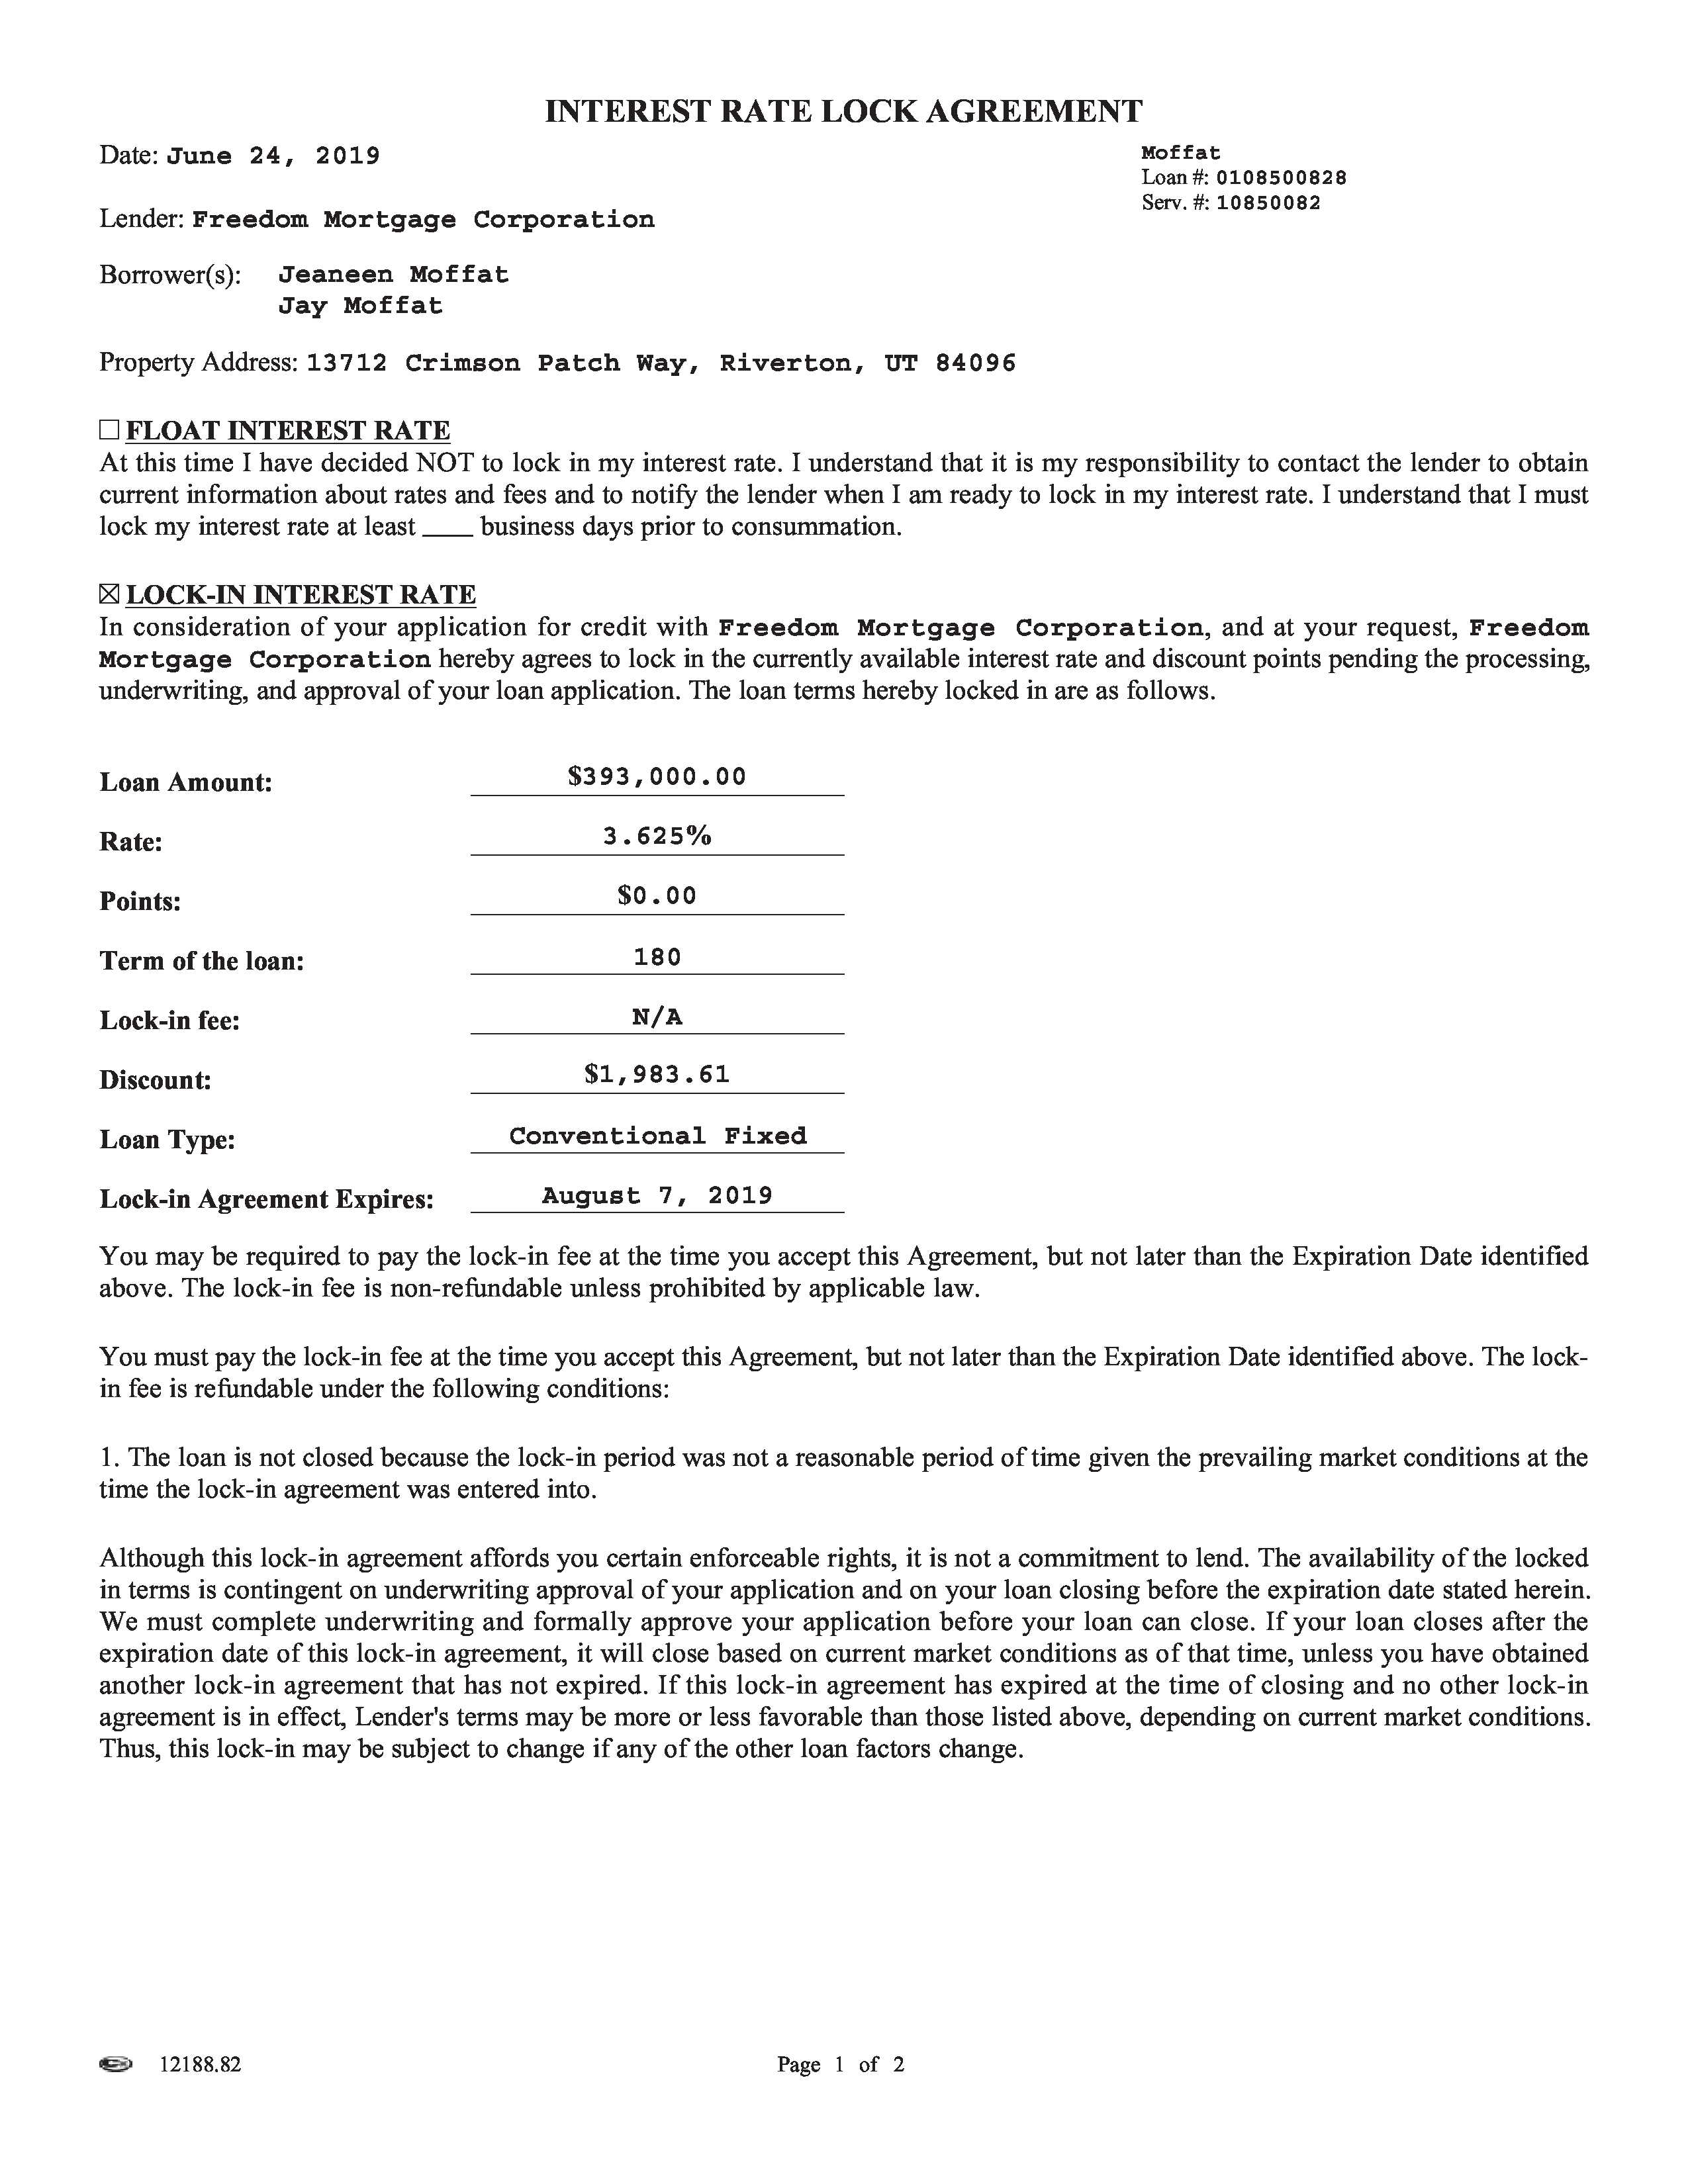 INTEREST RATE LOCK AGREEMENT
Date: June 24, 2019
Moffat
Loan #: 0108500828
Serv. #: 10850082
Lender: Freedom Mortgage Corporation
Borrower(s): Jeaneen Moffat
Jay Moffat
Property Address: 13712 Crimson Patch Way, Riverton, UT 84096
☐ FLOAT INTEREST RATE
At this time I have decided NOT to lock in my interest rate. I understand that it is my responsibility to contact the lender to obtain
current information about rates and fees and to notify the lender when I am ready to lock in my interest rate. I understand that I must
lock my interest rate at least ____ business days prior to consummation.
☒ LOCK-IN INTEREST RATE
In consideration of your application for credit with Freedom Mortgage Corporation, and at your request, Freedom
Mortgage Corporation hereby agrees to lock in the currently available interest rate and discount points pending the processing,
underwriting, and approval of your loan application. The loan terms hereby locked in are as follows.
Loan Amount: $393,000.00
Rate: 3.625%
Points: $0.00
Term of the loan: 180
Lock-in fee: N/A
Discount: $1,983.61
Loan Type: Conventional Fixed
Lock-in Agreement Expires: August 7, 2019
You may be required to pay the lock-in fee at the time you accept this Agreement, but not later than the Expiration Date identified
above. The lock-in fee is non-refundable unless prohibited by applicable law.
You must pay the lock-in fee at the time you accept this Agreement, but not later than the Expiration Date identified above. The lock-
in fee is refundable under the following conditions:
1. The loan is not closed because the lock-in period was not a reasonable period of time given the prevailing market conditions at the
time the lock-in agreement was entered into.
Although this lock-in agreement affords you certain enforceable rights, it is not a commitment to lend. The availability of the locked
in terms is contingent on underwriting approval of your application and on your loan closing before the expiration date stated herein.
We must complete underwriting and formally approve your application before your loan can close. If your loan closes after the
expiration date of this lock-in agreement, it will close based on current market conditions as of that time, unless you have obtained
another lock-in agreement that has not expired. If this lock-in agreement has expired at the time of closing and no other lock-in
agreement is in effect, Lender's terms may be more or less favorable than those listed above, depending on current market conditions.
Thus, this lock-in may be subject to change if any of the other loan factors change.
12188.82
Page 1 of 2